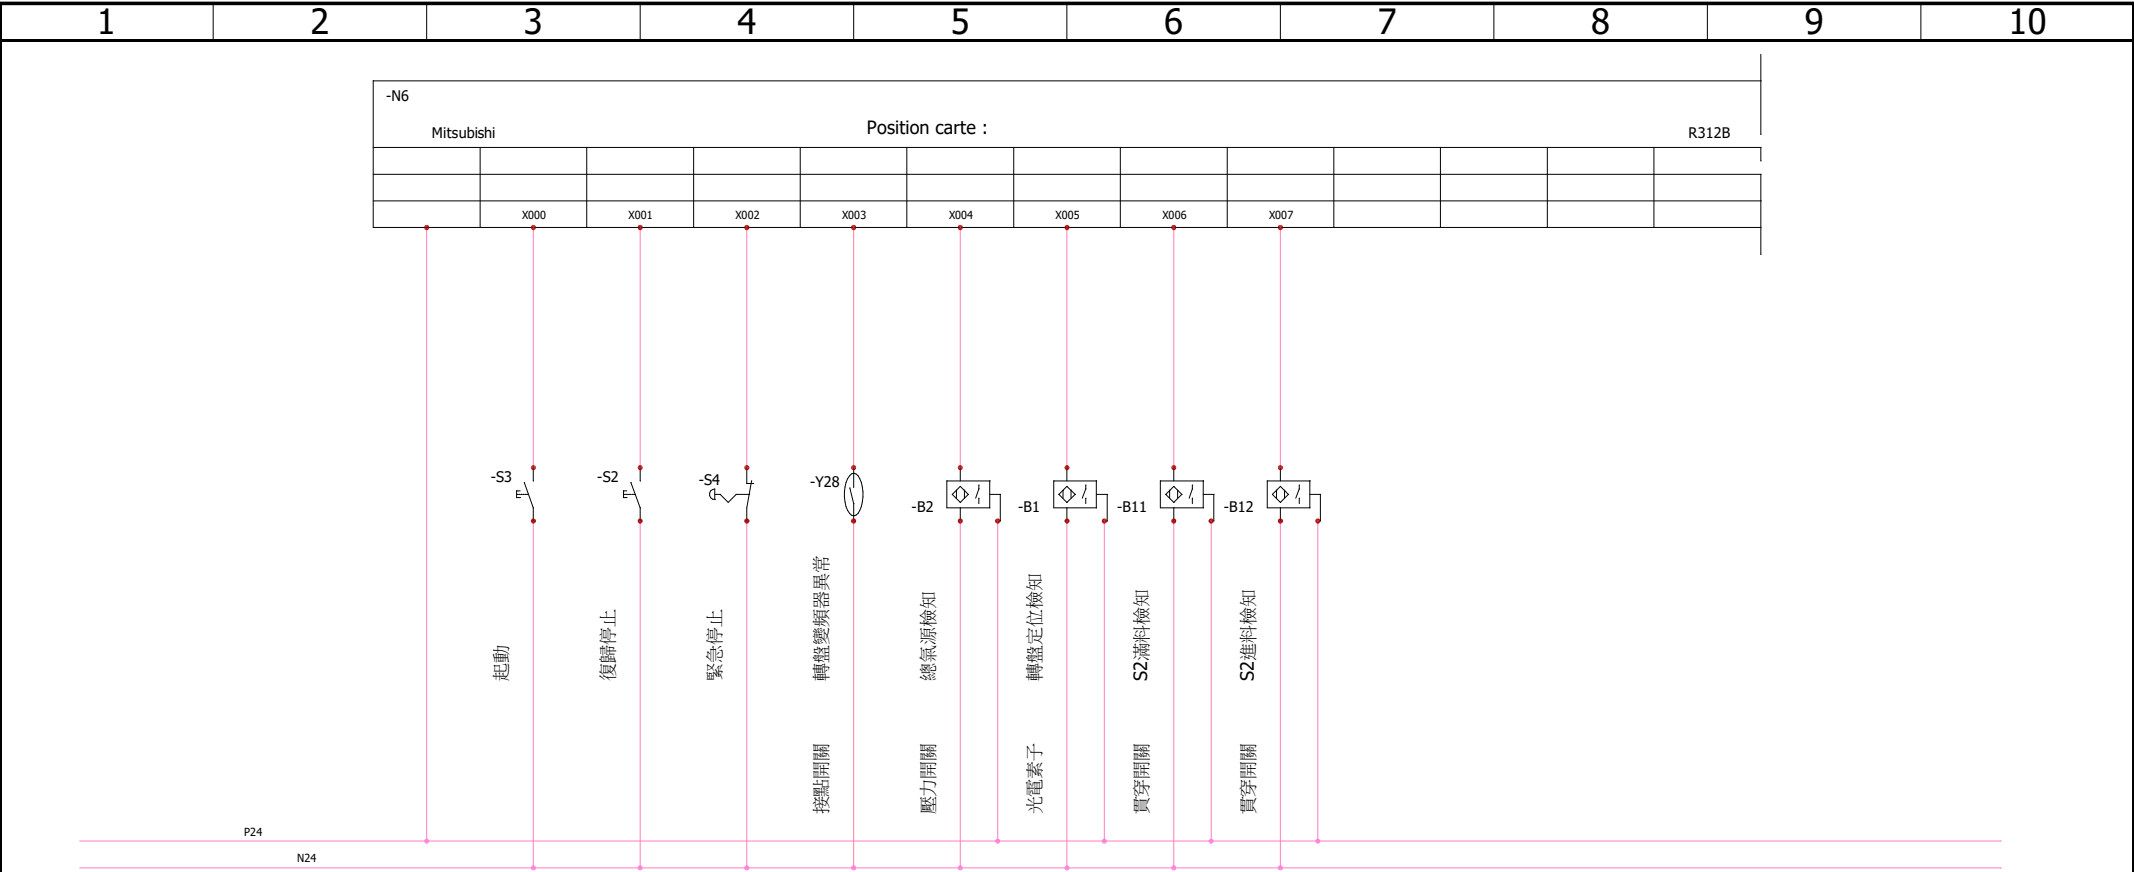 1 2 3 4 5 6 7 8 9 10
-N6
Mitsubishi Position carte : R312B
X000 X001 X002 X003 X004 X005 X006 X007
-S3 -S2 -S4 -Y28 -B2 -B1 -B11 -B12
起動
復歸停止
緊急停止
轉盤變頻器異常
接點開關
總氣源檢知
壓力開關
轉盤定位檢知
光電素子
S2滿料檢知
貫穿開關
S2進料檢知
貫穿開關
P24
N24